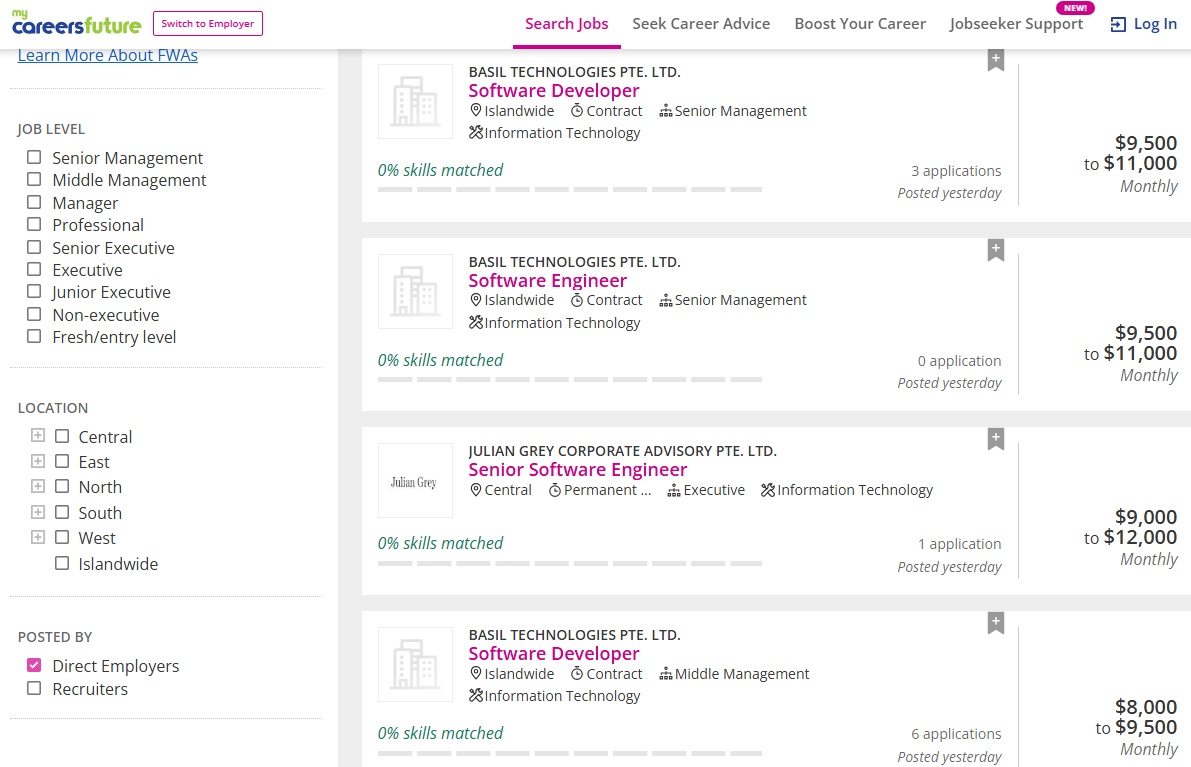 my
careersfuture
Switch to Employer
Search Jobs
Seek Career Advice
Boost Your Career
Jobseeker Support
NEW!
Log In
Learn More About FWAs
JOB LEVEL
Senior Management
Middle Management
Manager
Professional
Senior Executive
Executive
Junior Executive
Non-executive
Fresh/entry level
LOCATION
Central
East
North
South
West
Islandwide
POSTED BY
Direct Employers
Recruiters
BASIL TECHNOLOGIES PTE. LTD.
Software Developer
Islandwide Contract Senior Management
Information Technology
0% skills matched
3 applications
Posted yesterday
$9,500
to $11,000
Monthly
BASIL TECHNOLOGIES PTE. LTD.
Software Engineer
Islandwide Contract Senior Management
Information Technology
0% skills matched
0 application
Posted yesterday
$9,500
to $11,000
Monthly
Julian Grey
JULIAN GREY CORPORATE ADVISORY PTE. LTD.
Senior Software Engineer
Central Permanent ... Executive Information Technology
0% skills matched
1 application
Posted yesterday
$9,000
to $12,000
Monthly
BASIL TECHNOLOGIES PTE. LTD.
Software Developer
Islandwide Contract Middle Management
Information Technology
0% skills matched
6 applications
Posted yesterday
$8,000
to $9,500
Monthly